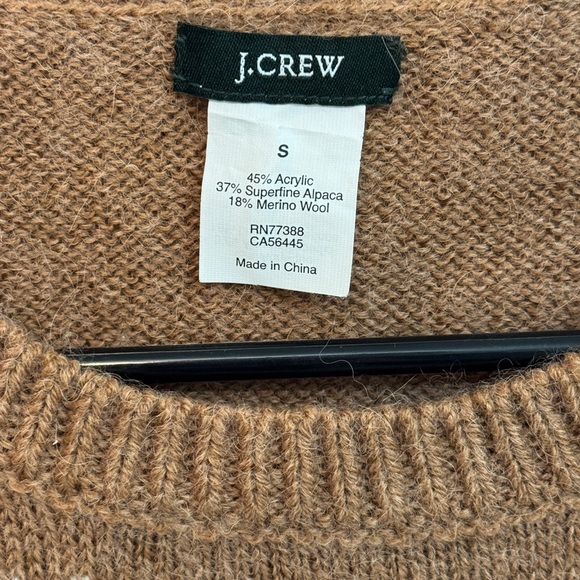 J.CREW
S
45% Acrylic
37% Superfine Alpaca
18% Merino Wool
RN77388
CA56445
Made in China